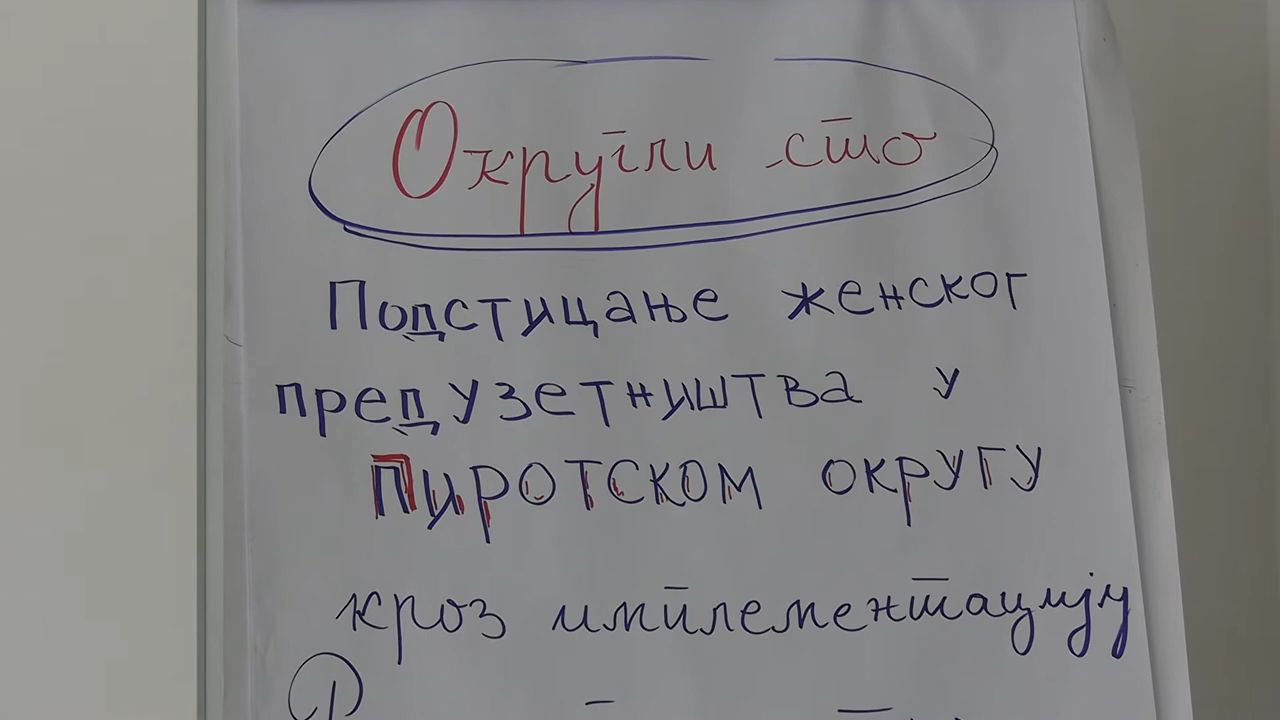 Округли сто
Подстицање женског
предузетништва у
Пиротском округу
кроз имплементацију